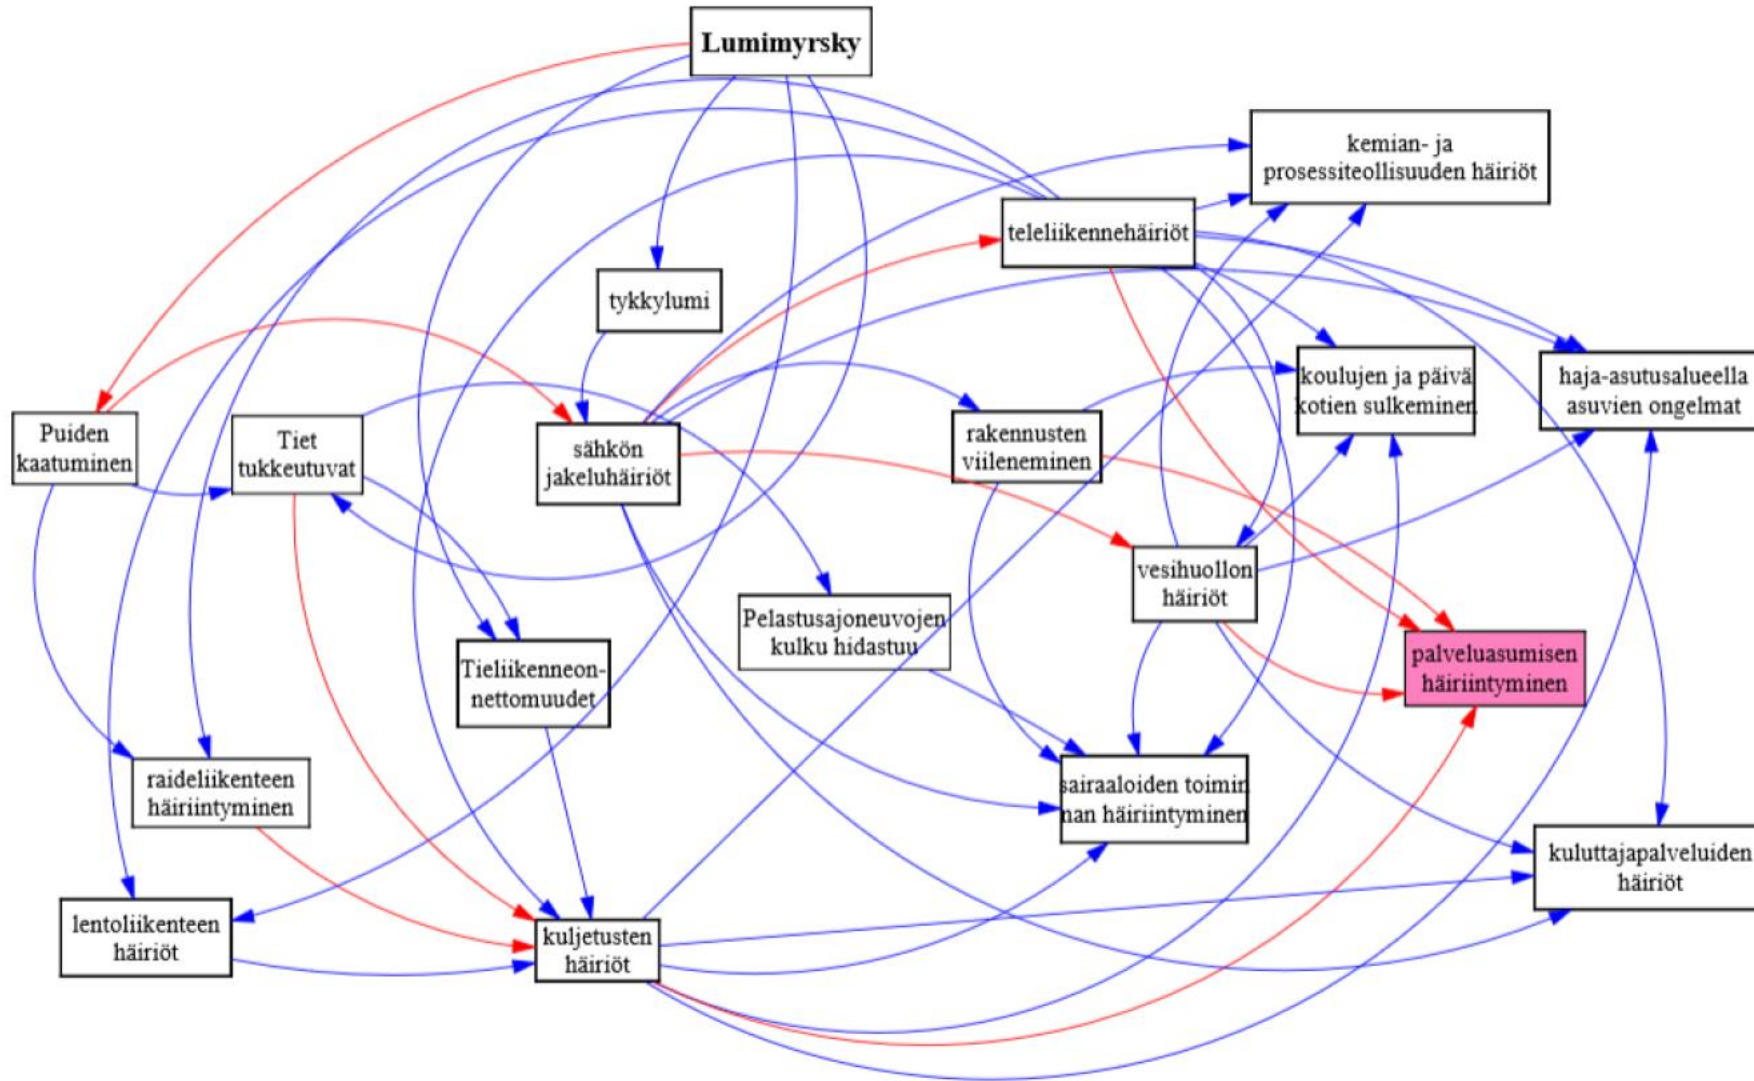 Lumimyrsky
kemian- ja
prosessiteollisuuden häiriöt
teleliikennehäiriöt
tykkylumi
koulujen ja päivä
kotien sulkeminen
haja-asutusalueella
asuvien ongelmat
Puiden
kaatuminen
Tiet
tukkeutuvat
sähkön
jakeluhäiriöt
rakennusten
viileneminen
vesihuollon
häiriöt
Pelastusajoneuvojen
kulku hidastuu
Tieliikenneon-
nettomuudet
palveluasumisen
häiriintyminen
raideliikenteen
häiriintyminen
sairaaloiden toimin
nan häiriintyminen
kuluttajapalveluiden
häiriöt
lentoliikenteen
häiriöt
kuljetusten
häiriöt